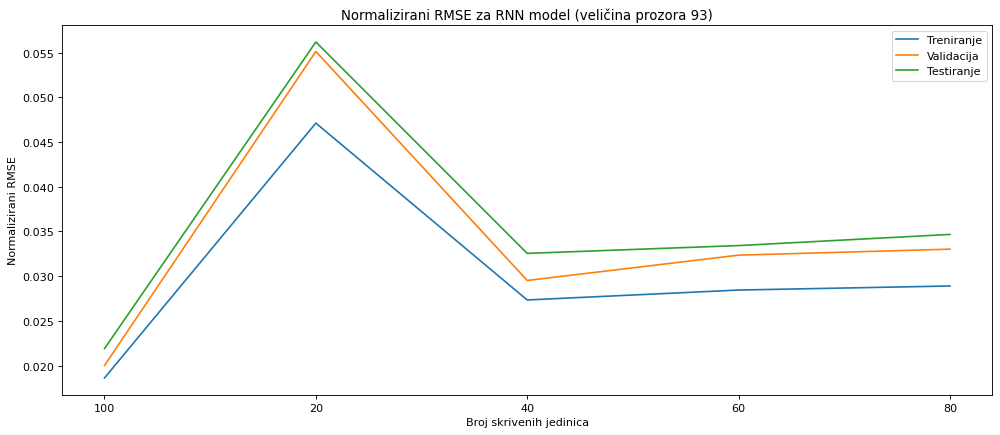 Normalizirani RMSE za RNN model (veličina prozora 93)
Treniranje
Validacija
Testiranje
Normalizirani RMSE
0.055
0.050
0.045
0.040
0.035
0.030
0.025
0.020
100 20 40 60 80
Broj skrivenih jedinica